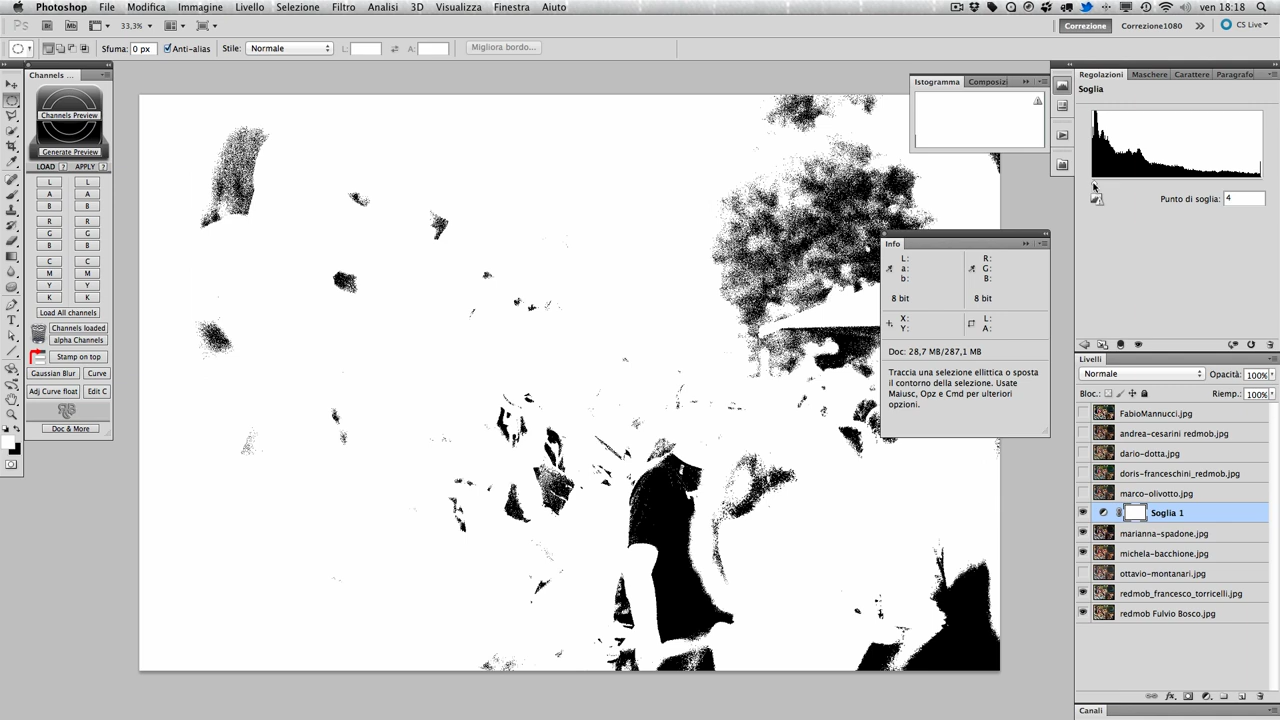 Photoshop File Modifica Immagine Livello Selezione Filtro Analisi 3D Visualizza Finestra Aiuto ven 18:18
Ps Br Mb 33,3% Correzione Correzione1080 CS Live
Sfuma: 0 px Anti-alias Stile: Normale L: A: Migliora bordo...
Channels ...
Channels Preview
Generate Preview
LOAD ? APPLY ?
L L
A A
B B
R R
G G
B B
C C
M M
Y Y
K K
Load All channels
Channels loaded
alpha Channels
Stamp on top
Gaussian Blur Curve
Adj Curve float Edit C
Doc & More
Istogramma Composizi
Info
L: R:
a: G:
b: B:
8 bit 8 bit
X: L:
Y: A:
Doc: 28,7 MB/287,1 MB
Traccia una selezione ellittica o sposta
il contorno della selezione. Usate
Maiusc, Opz e Cmd per ulteriori
opzioni.
Regolazioni Maschere Carattere Paragrafo
Soglia
Punto di soglia: 4
Livelli
Normale Opacità: 100%
Bloc.: Riemp.: 100%
FabioMannucci.jpg
andrea-cesarini redmob.jpg
dario-dotta.jpg
doris-franceschini_redmob.jpg
marco-olivotto.jpg
Soglia 1
marianna-spadone.jpg
michela-bacchione.jpg
ottavio-montanari.jpg
redmob_francesco_torricelli.jpg
redmob Fulvio Bosco.jpg
fx
Canali